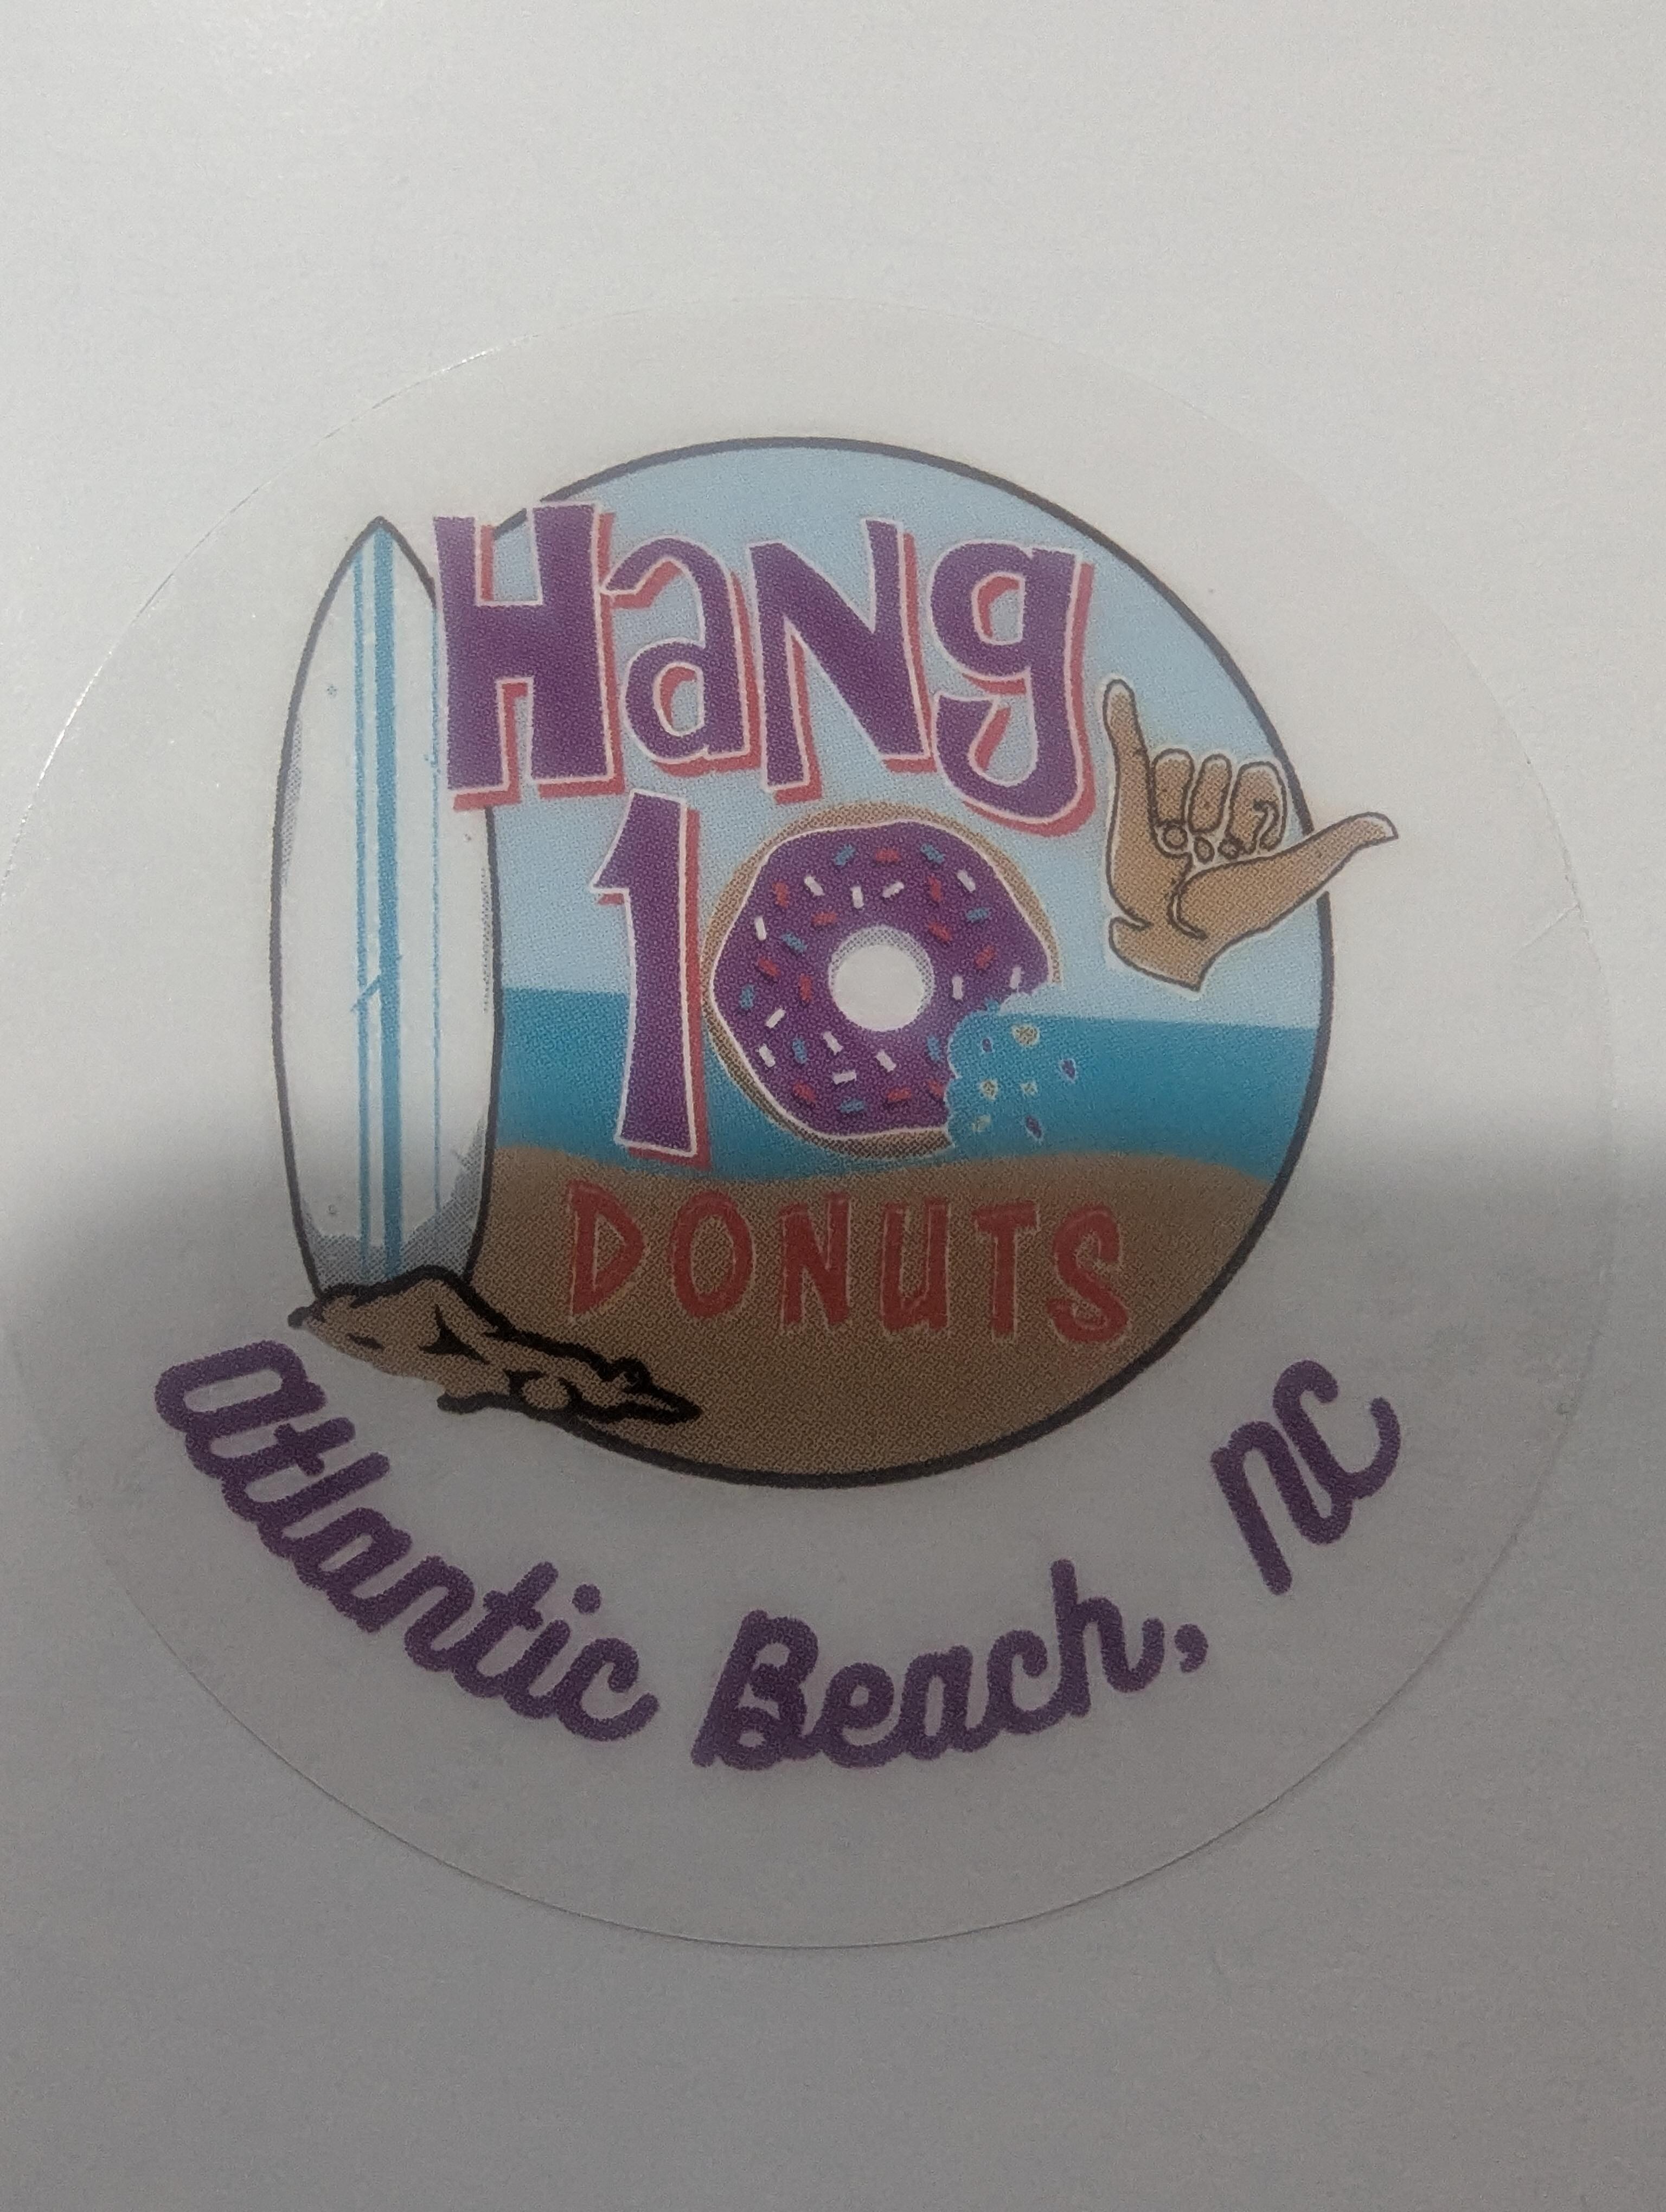 HaNg
10
DONUTS
Atlantic Beach, NC